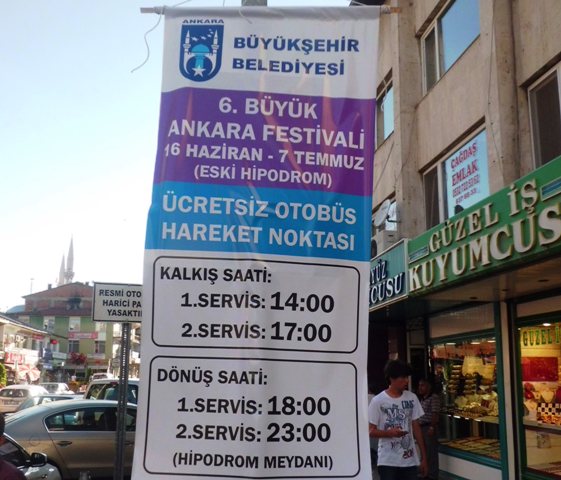 ANKARA
BÜYÜKŞEHİR
BELEDİYESİ
6. BÜYÜK
ANKARA FESTİVALİ
16 HAZİRAN - 7 TEMMUZ
(ESKİ HİPODROM)
ÜCRETSİZ OTOBÜS
HAREKET NOKTASI
KALKIŞ SAATİ:
1.SERVİS: 14:00
2.SERVİS: 17:00
DÖNÜŞ SAATİ:
1.SERVİS: 18:00
2.SERVİS: 23:00
(HİPODROM MEYDANI)
RESMİ OTO
HARİCİ PA
YASAKTI
ÇAĞDAŞ
EMLAK
GÜZEL İŞ
KUYUMCUSU